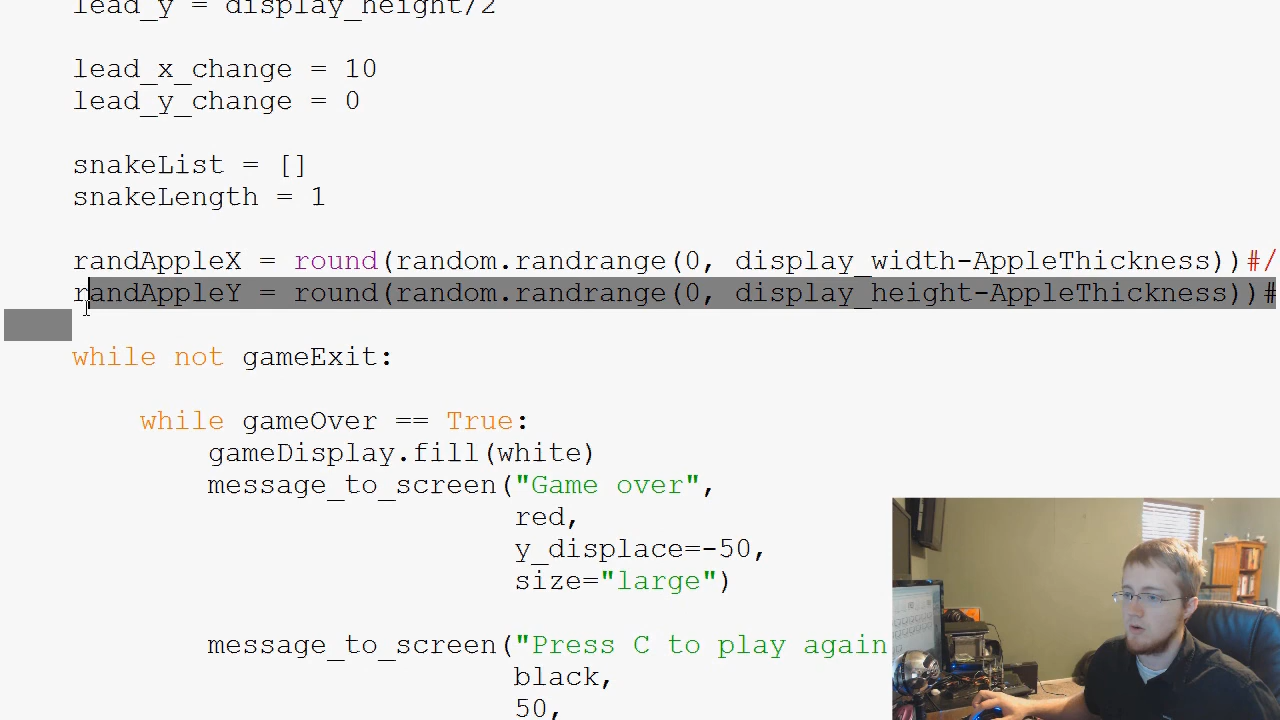 lead_y = display_height/2
lead_x_change = 10
lead_y_change = 0
snakeList = []
snakeLength = 1
randAppleX = round(random.randrange(0, display_width-AppleThickness))#/
randAppleY = round(random.randrange(0, display_height-AppleThickness))#
while not gameExit:
while gameOver == True:
gameDisplay.fill(white)
message_to_screen("Game over",
red,
y_displace=-50,
size="large")
message_to_screen("Press C to play again
black,
50,